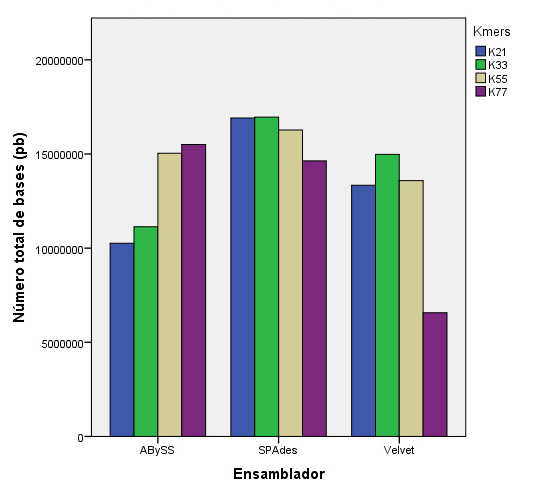 Kmers
K21
K33
K55
K77
20000000
15000000
10000000
5000000
0
Número total de bases (pb)
ABySS
SPAdes
Velvet
Ensamblador